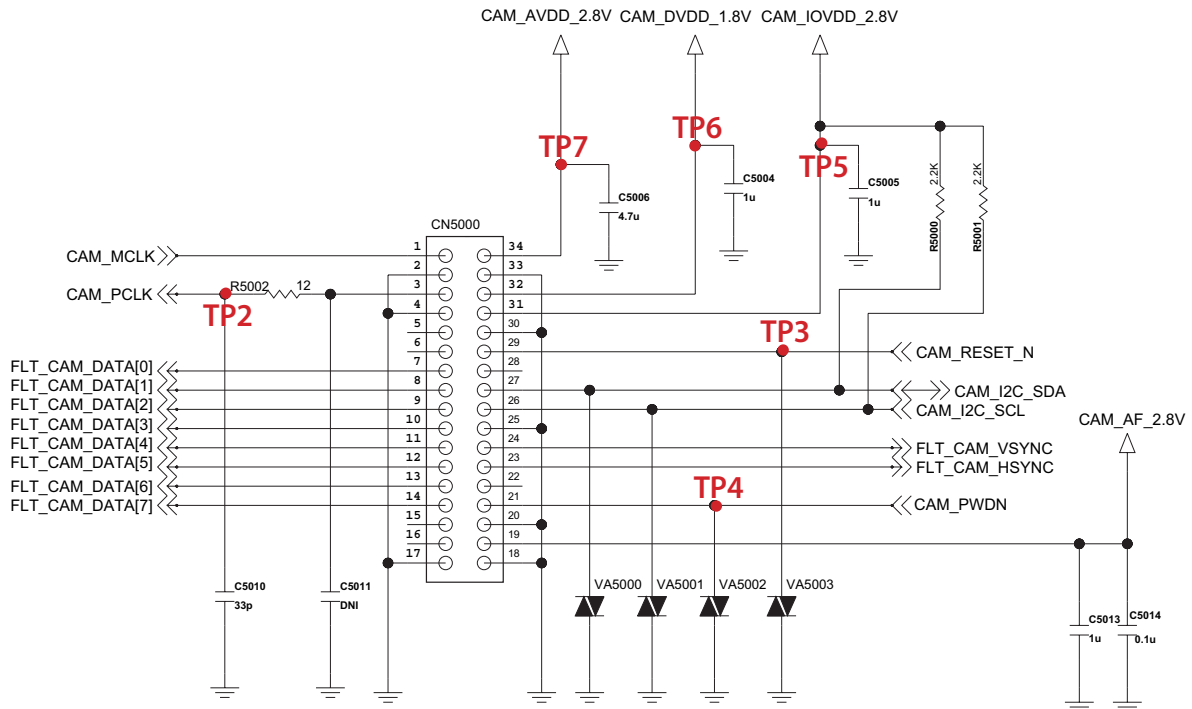 CAM_AVDD_2.8V CAM_DVDD_1.8V CAM_IOVDD_2.8V
TP7
TP6
TP5
C5006
4.7u
C5004
1u
C5005
1u
2.2K
R5000
2.2K
R5001
CN5000
CAM_MCLK
1
34
2
33
CAM_PCLK
R5002 12
3
32
TP2
4
31
5
30
6
29
TP3
CAM_RESET_N
FLT_CAM_DATA[0]
7
28
FLT_CAM_DATA[1]
8
27
CAM_I2C_SDA
FLT_CAM_DATA[2]
9
26
CAM_I2C_SCL
FLT_CAM_DATA[3]
10
25
CAM_AF_2.8V
FLT_CAM_DATA[4]
11
24
FLT_CAM_VSYNC
FLT_CAM_DATA[5]
12
23
FLT_CAM_HSYNC
FLT_CAM_DATA[6]
13
22
TP4
FLT_CAM_DATA[7]
14
21
CAM_PWDN
15
20
16
19
17
18
C5010
33p
C5011
DNI
VA5000
VA5001
VA5002
VA5003
C5013
1u
C5014
0.1u